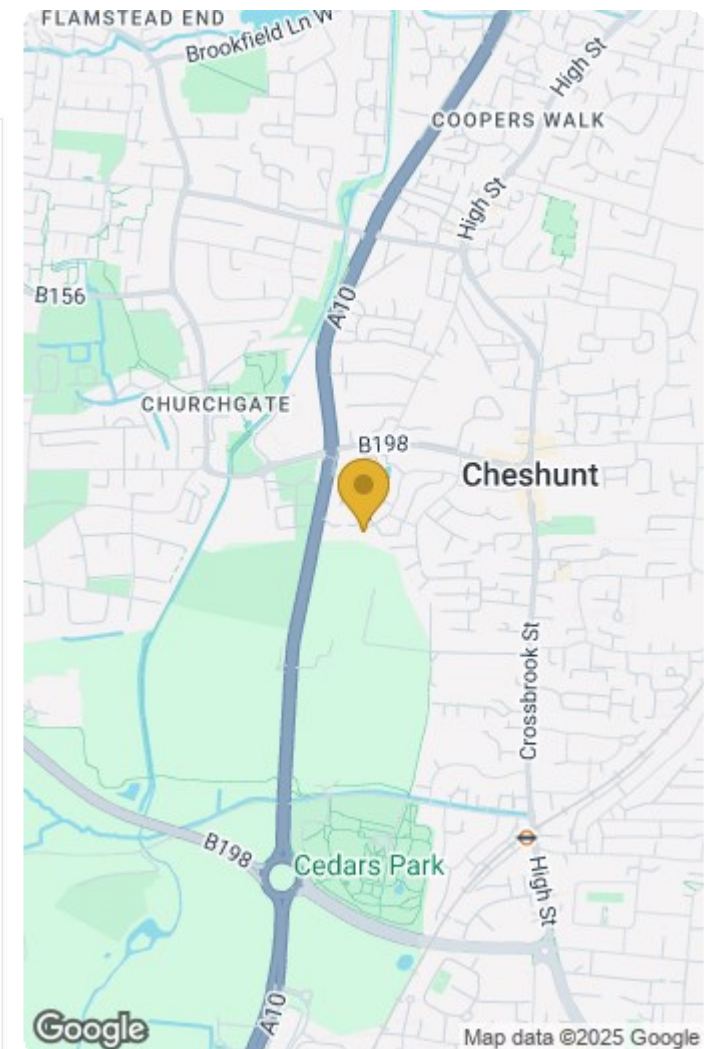 FLAMSTEAD END
Brookfield Ln W
High St
COOPERS WALK
High St
B156
A10
CHURCHGATE
B198
Cheshunt
Crossbrook St
B198
Cedars Park
High St
A10
Google
Map data ©2025 Google